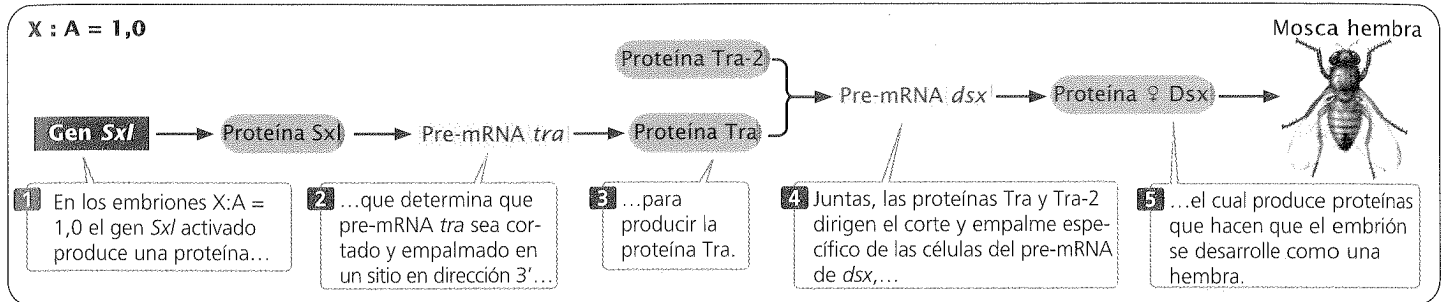 X : A = 1,0
Mosca hembra
Proteína Tra-2
Gen Sxl
Proteína Sxl
Pre-mRNA tra
Proteína Tra
Pre-mRNA dsx
Proteína ♀ Dsx
1 En los embriones X:A =
1,0 el gen Sxl activado
produce una proteína…
2 …que determina que
pre-mRNA tra sea cor-
tado y empalmado en
un sitio en dirección 3’…
3 …para
producir la
proteína Tra.
4 Juntas, las proteínas Tra y Tra-2
dirigen el corte y empalme espe-
cífico de las células del pre-mRNA
de dsx,…
5 …el cual produce proteínas
que hacen que el embrión
se desarrolle como una
hembra.